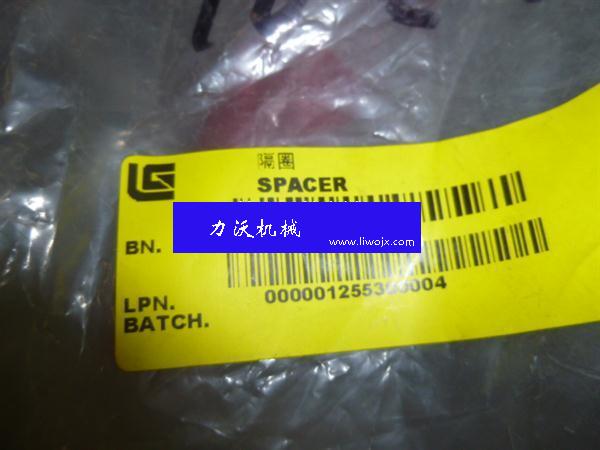 隔圈
SPACER
BN.
力沃机械
www.liwojx.com
LPN.
BATCH.